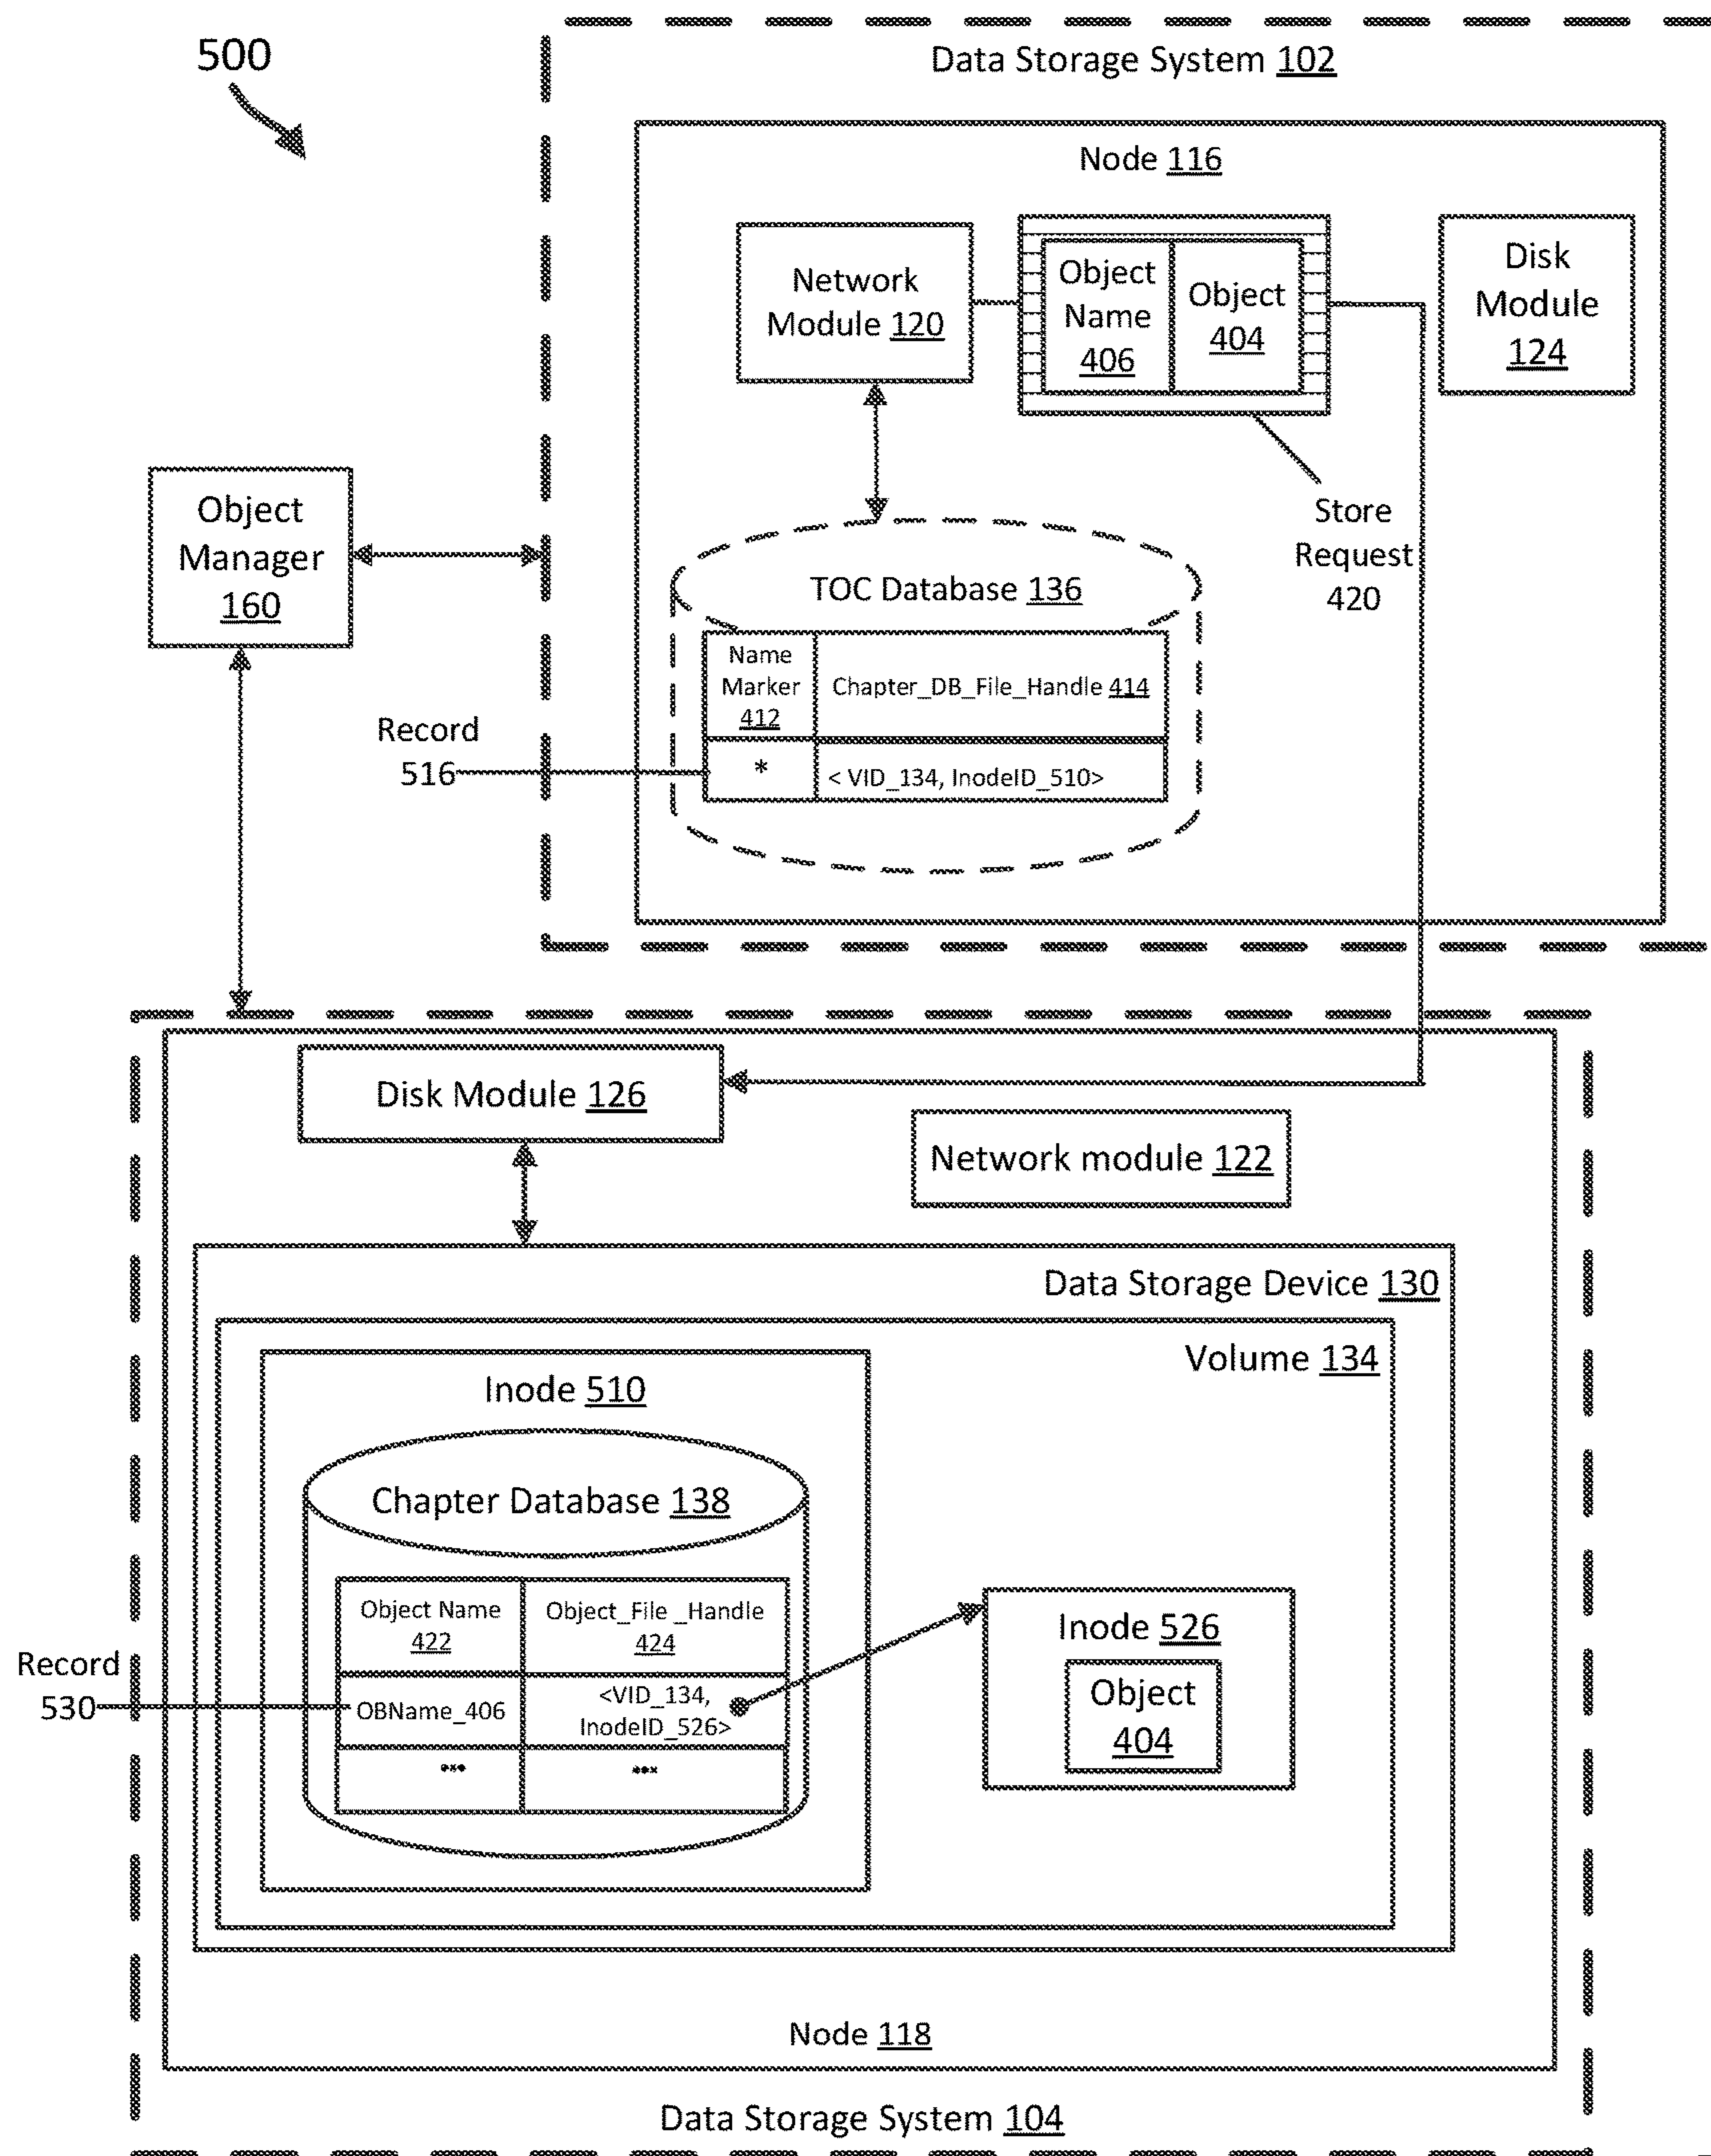 500
Data Storage System 102
Node 116
Network
Module 120
Object
Name
406
Object
404
Disk
Module
124
Store
Request
420
Object
Manager
160
TOC Database 136
Name
Marker
412
Chapter_DB_File_Handle 414
Record
516
*
< VID_134, InodeID_510>
Disk Module 126
Network module 122
Data Storage Device 130
Volume 134
Inode 510
Chapter Database 138
Object Name
422
Object_File _Handle
424
Record
530
OBName_406
<VID_134,
InodeID_526>
***
***
Inode 526
Object
404
Node 118
Data Storage System 104